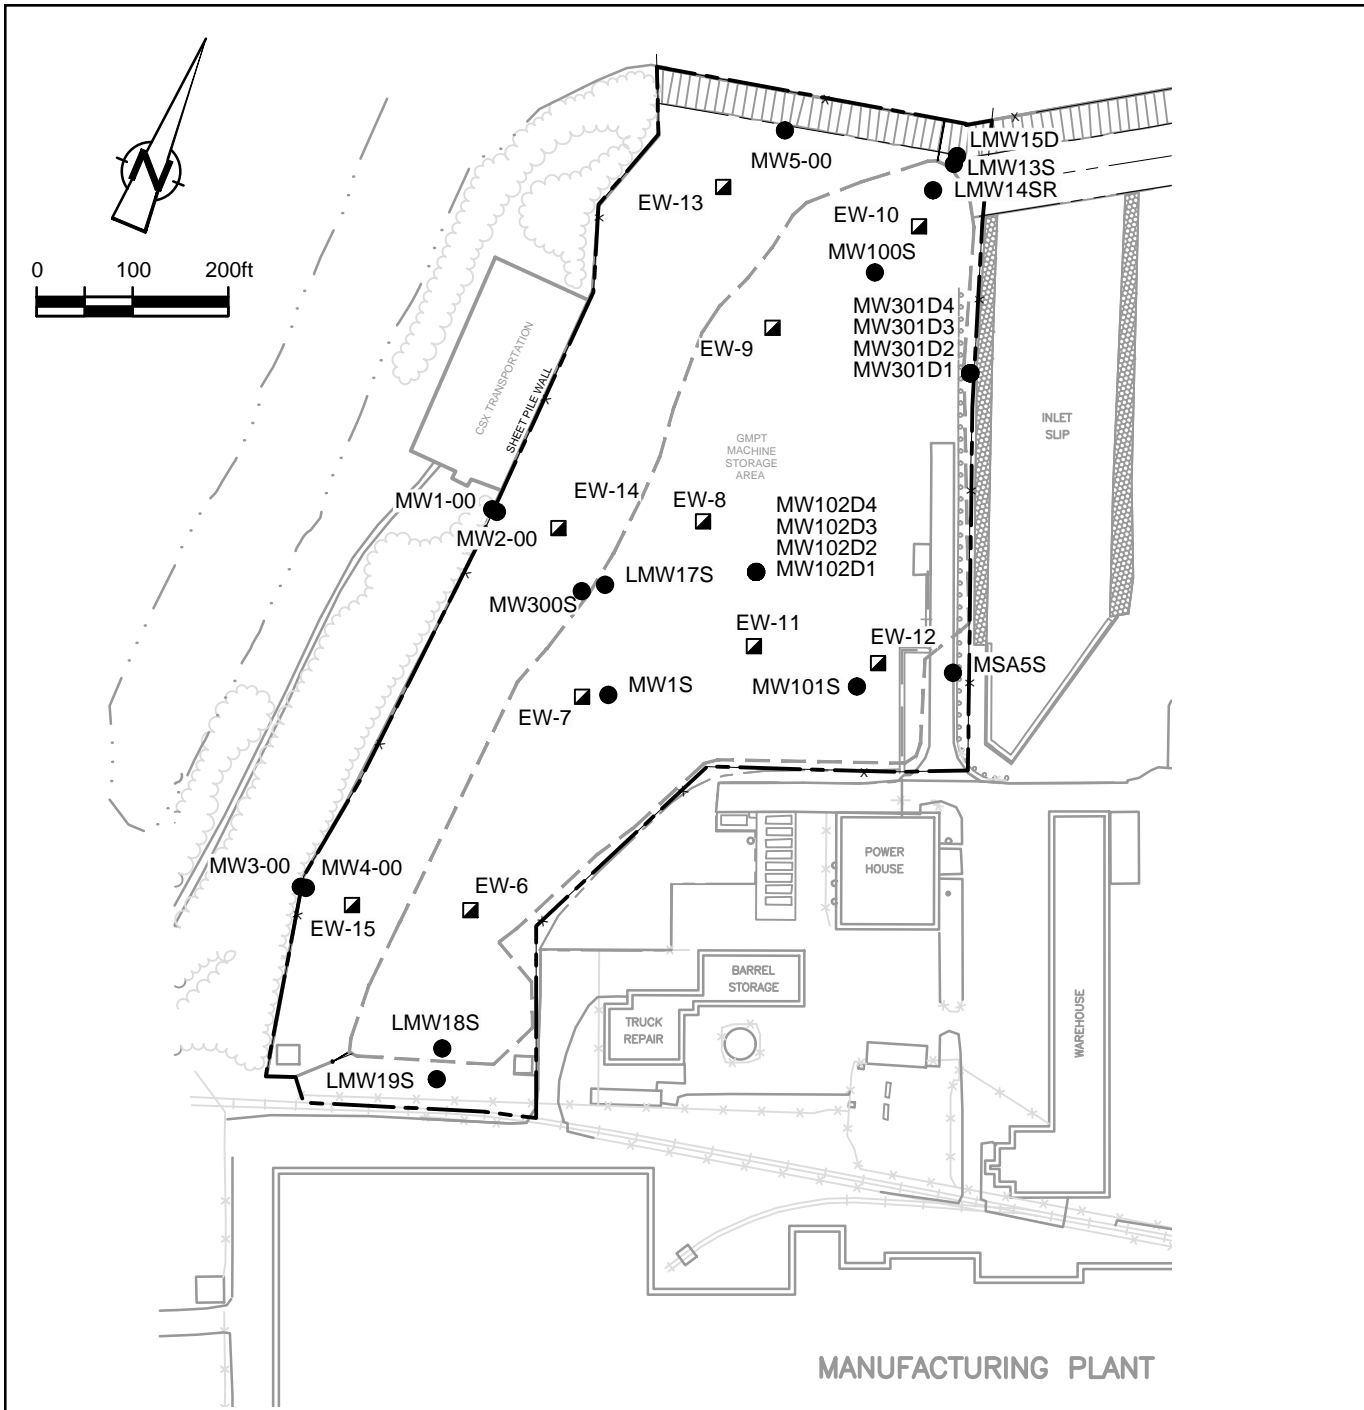 N
0 100 200ft
LMW15D
LMW13S
LMW14SR
MW5-00
EW-13
EW-10
MW100S
MW301D4
MW301D3
MW301D2
MW301D1
EW-9
CSX TRANSPORTATION
SHEET PILE WALL
INLET
SLIP
GMPT
MACHINE
STORAGE
AREA
MW1-00
EW-14
EW-8
MW2-00
MW102D4
MW102D3
MW102D2
MW102D1
LMW17S
MW300S
EW-11
EW-12
MSA5S
MW1S
MW101S
EW-7
MW3-00
MW4-00
EW-6
EW-15
POWER
HOUSE
BARREL
STORAGE
TRUCK
REPAIR
WAREHOUSE
LMW18S
LMW19S
MANUFACTURING PLANT